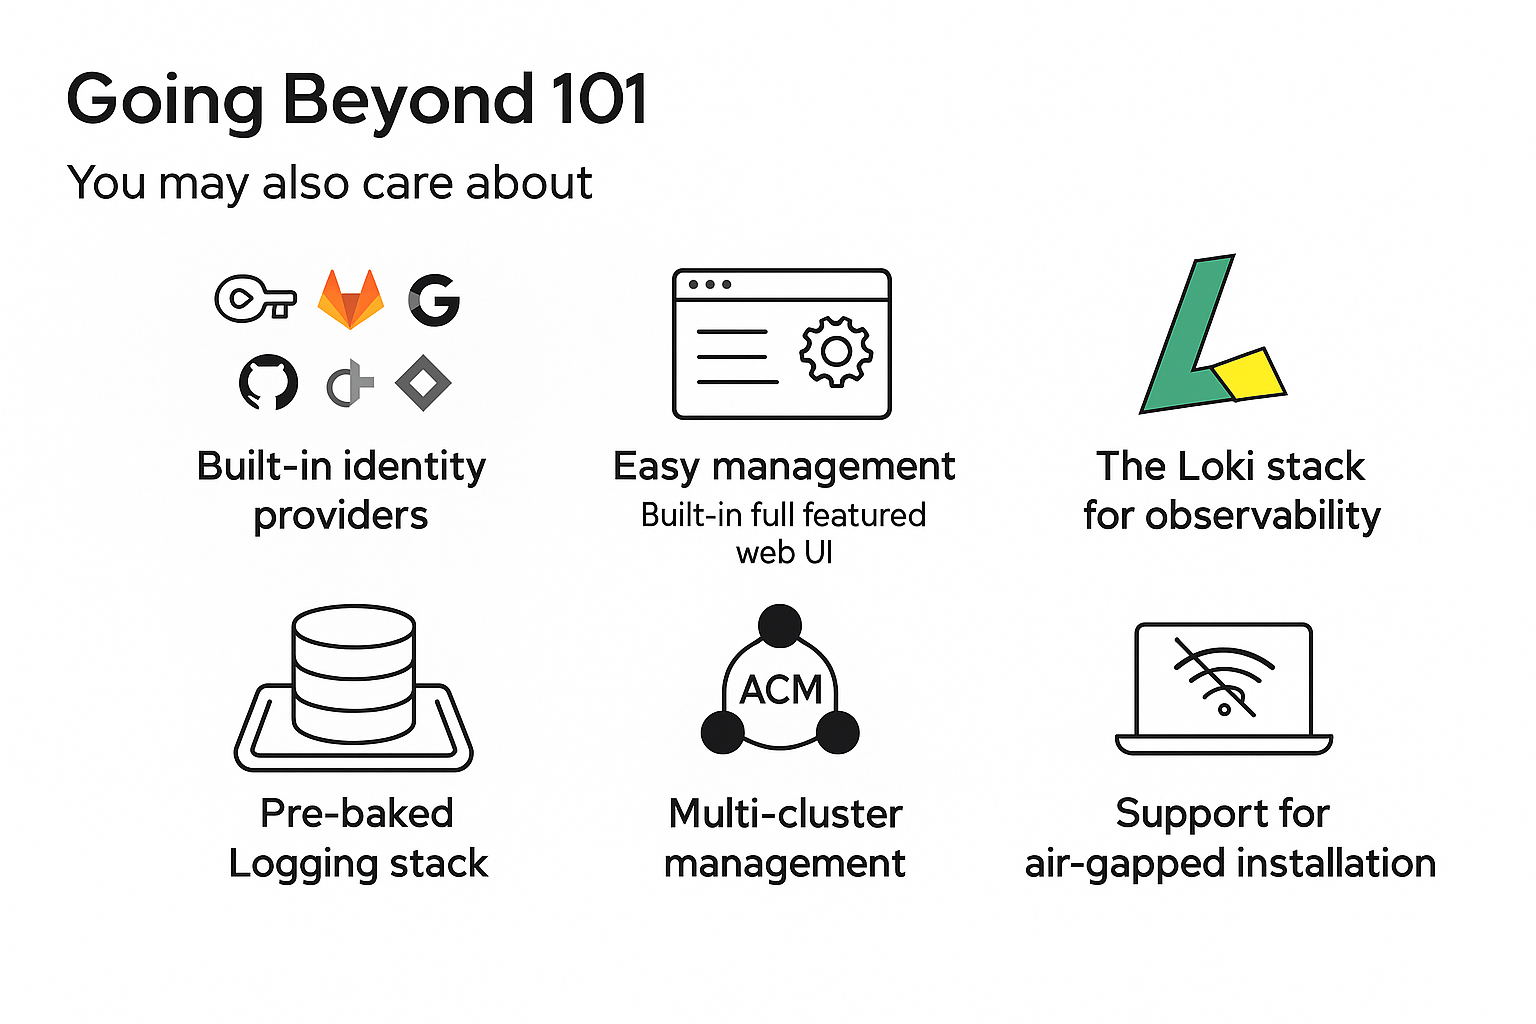 Going Beyond 101
You may also care about
Built-in identity
providers
Easy management
Built-in full featured
web UI
The Loki stack
for observability
Pre-baked
Logging stack
ACM
Multi-cluster
management
Support for
air-gapped installation